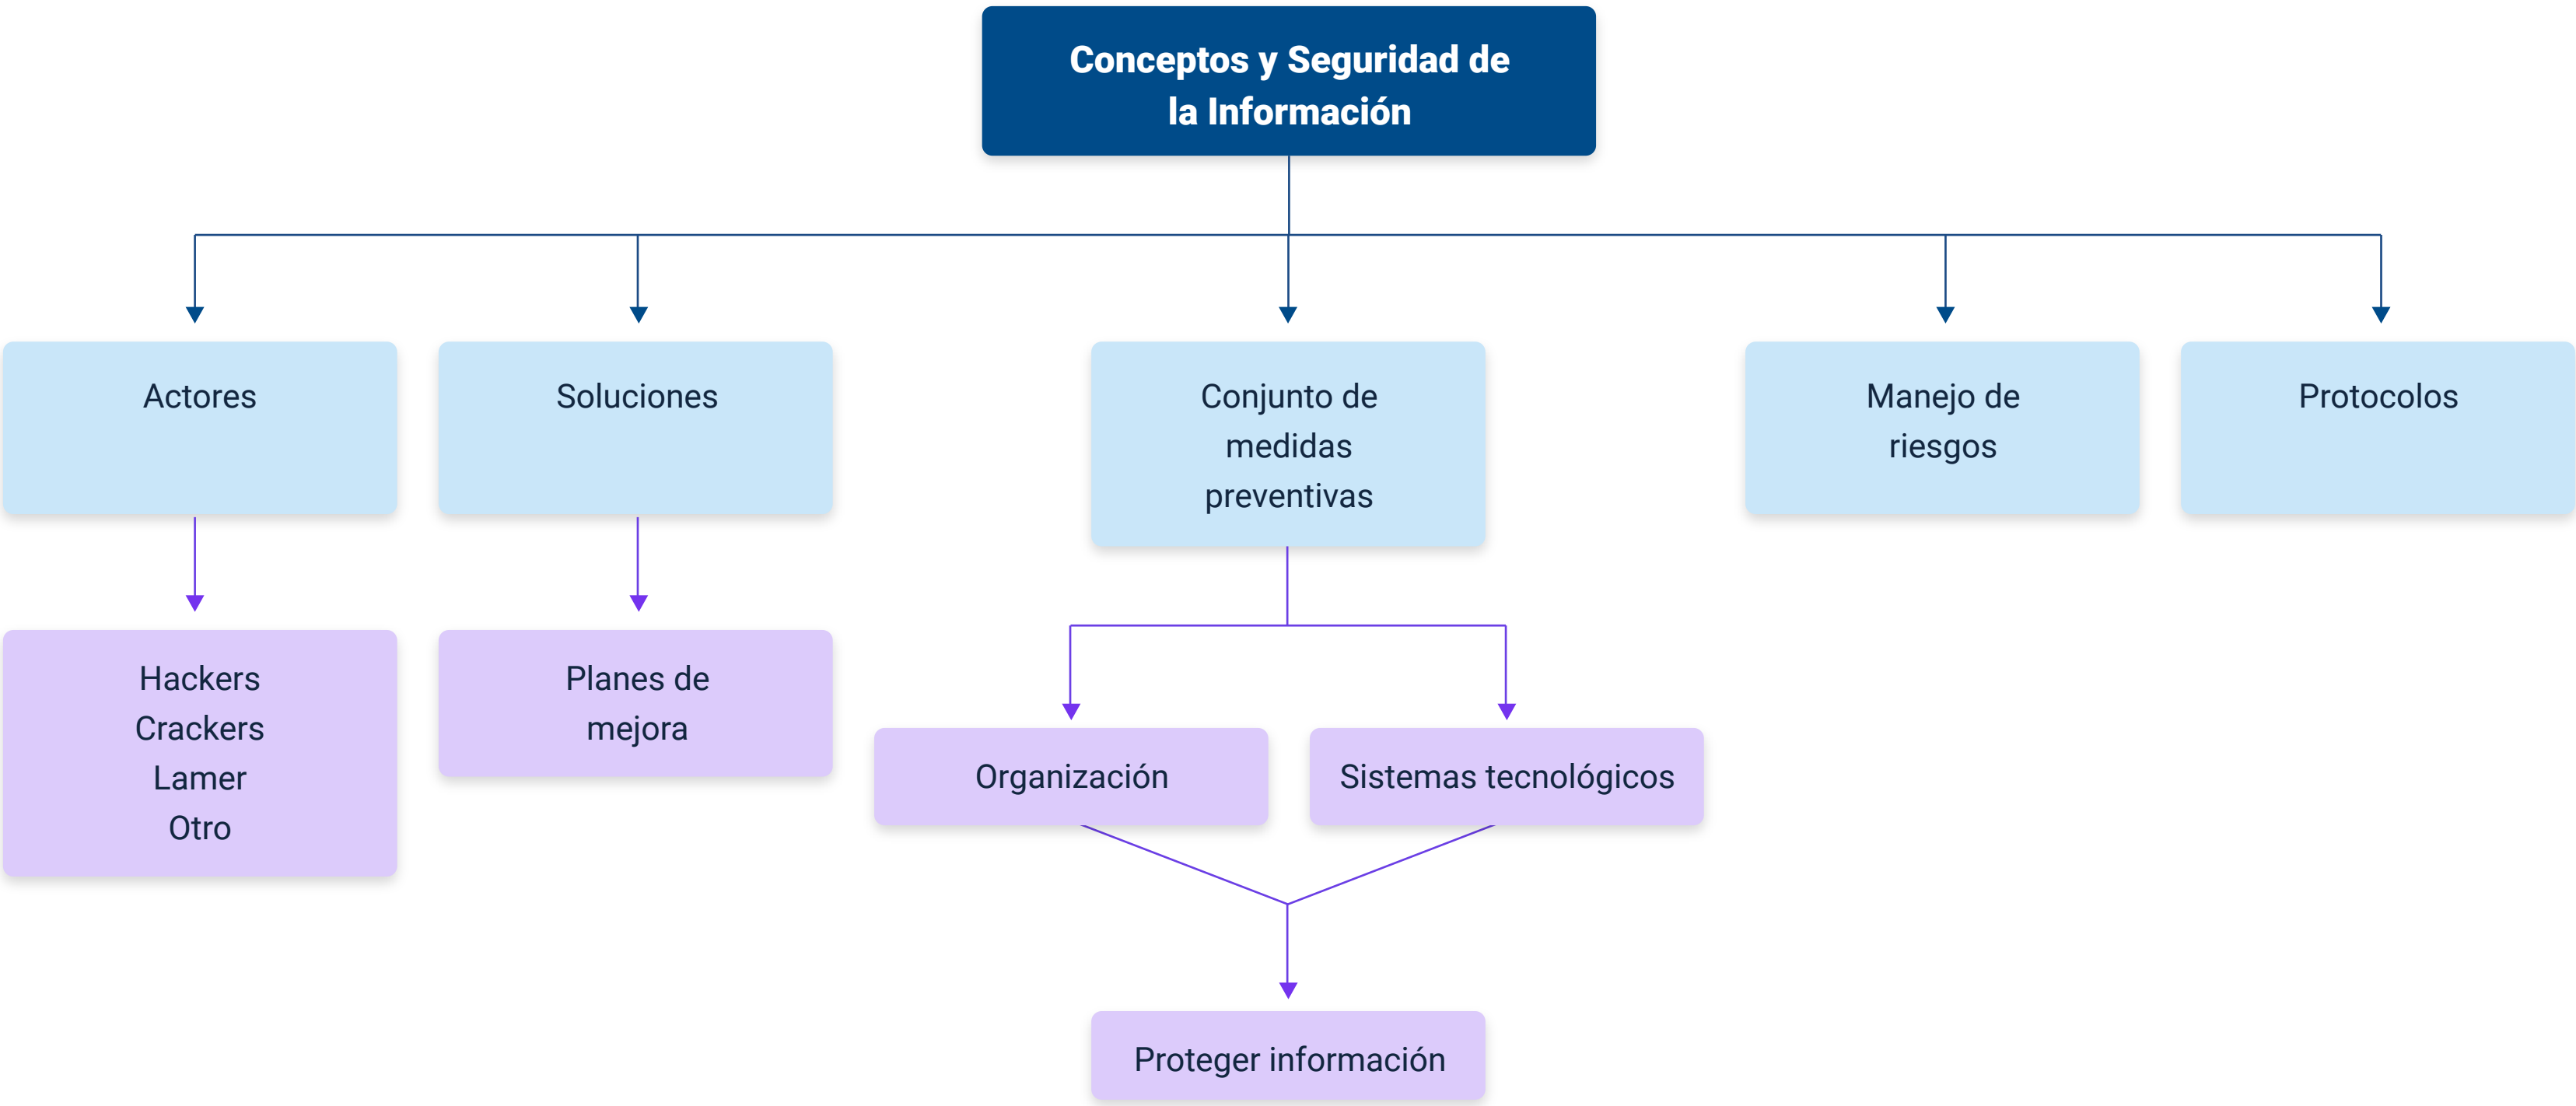 Conceptos y Seguridad de
la Información
Actores
Soluciones
Conjunto de
medidas
preventivas
Manejo de
riesgos
Protocolos
Hackers
Crackers
Lamer
Otro
Planes de
mejora
Organización
Sistemas tecnológicos
Proteger información